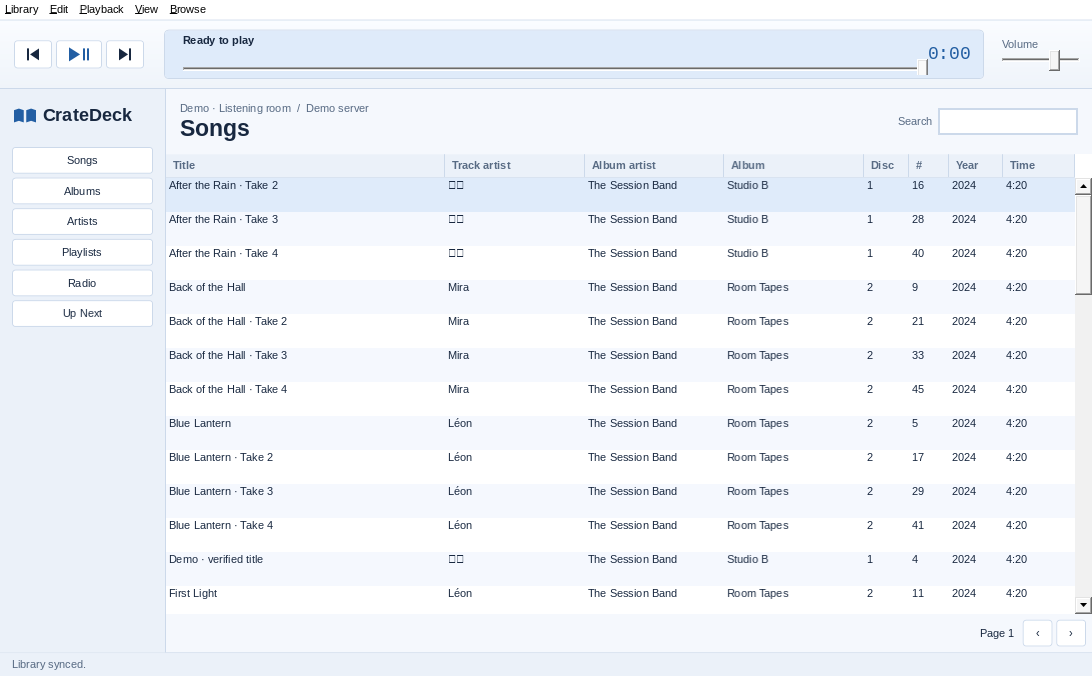 Library Edit Playback View Browse
Ready to play
0:00
Volume
CrateDeck
Demo · Listening room / Demo server
Songs
Search
Songs
Albums
Artists
Playlists
Radio
Up Next
Title Track artist Album artist Album Disc # Year Time
After the Rain · Take 2 The Session Band Studio B 1 16 2024 4:20
After the Rain · Take 3 The Session Band Studio B 1 28 2024 4:20
After the Rain · Take 4 The Session Band Studio B 1 40 2024 4:20
Back of the Hall Mira The Session Band Room Tapes 2 9 2024 4:20
Back of the Hall · Take 2 Mira The Session Band Room Tapes 2 21 2024 4:20
Back of the Hall · Take 3 Mira The Session Band Room Tapes 2 33 2024 4:20
Back of the Hall · Take 4 Mira The Session Band Room Tapes 2 45 2024 4:20
Blue Lantern Léon The Session Band Room Tapes 2 5 2024 4:20
Blue Lantern · Take 2 Léon The Session Band Room Tapes 2 17 2024 4:20
Blue Lantern · Take 3 Léon The Session Band Room Tapes 2 29 2024 4:20
Blue Lantern · Take 4 Léon The Session Band Room Tapes 2 41 2024 4:20
Demo · verified title The Session Band Studio B 1 4 2024 4:20
First Light Léon The Session Band Room Tapes 2 11 2024 4:20
Page 1 ‹ ›
Library synced.